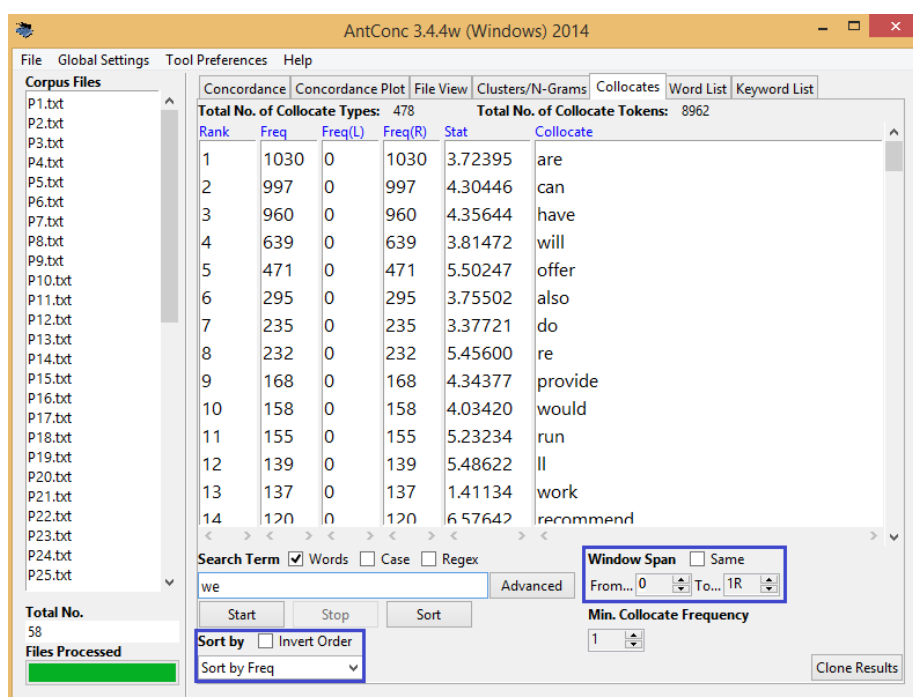 AntConc 3.4.4w (Windows) 2014
File Global Settings Tool Preferences Help
Corpus Files
P1.txt
P2.txt
P3.txt
P4.txt
P5.txt
P6.txt
P7.txt
P8.txt
P9.txt
P10.txt
P11.txt
P12.txt
P13.txt
P14.txt
P15.txt
P16.txt
P17.txt
P18.txt
P19.txt
P20.txt
P21.txt
P22.txt
P23.txt
P24.txt
P25.txt
Total No.
58
Files Processed
Concordance Concordance Plot File View Clusters/N-Grams Collocates Word List Keyword List
Total No. of Collocate Types: 478 Total No. of Collocate Tokens: 8962
Rank Freq Freq(L) Freq(R) Stat Collocate
1 1030 0 1030 3.72395 are
2 997 0 997 4.30446 can
3 960 0 960 4.35644 have
4 639 0 639 3.81472 will
5 471 0 471 5.50247 offer
6 295 0 295 3.75502 also
7 235 0 235 3.37721 do
8 232 0 232 5.45600 re
9 168 0 168 4.34377 provide
10 158 0 158 4.03420 would
11 155 0 155 5.23234 run
12 139 0 139 5.48622 ll
13 137 0 137 1.41134 work
14 120 0 120 6.57642 recommend
Search Term Words Case Regex
we Advanced
Start Stop Sort
Sort by Invert Order
Sort by Freq
Window Span Same
From... 0 To... 1R
Min. Collocate Frequency
1
Clone Results